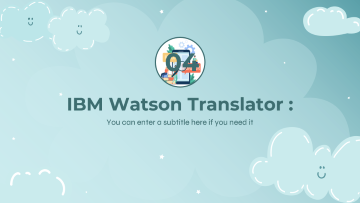 04
IBM Watson Translator :
You can enter a subtitle here if you need it